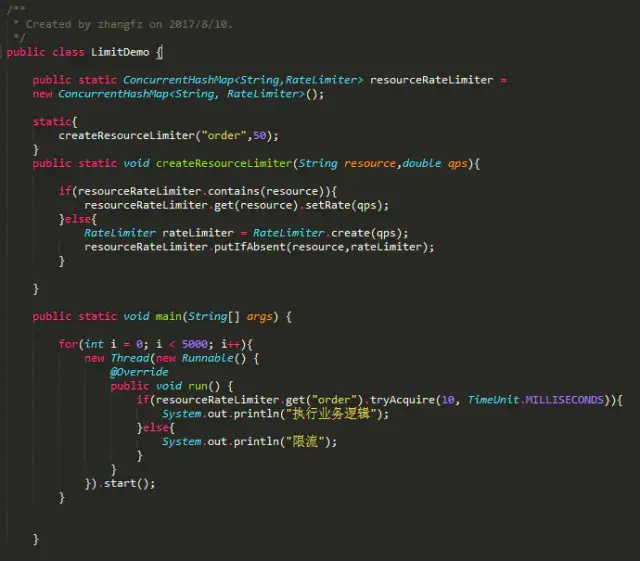 /**
 * Created by zhangfz on 2017/8/10.
 */
public class LimitDemo {
public static ConcurrentHashMap<String,RateLimiter> resourceRateLimiter =
new ConcurrentHashMap<String, RateLimiter>();
static{
createResourceLimiter("order",50);
}
public static void createResourceLimiter(String resource,double qps){
if(resourceRateLimiter.contains(resource)){
resourceRateLimiter.get(resource).setRate(qps);
}else{
RateLimiter rateLimiter = RateLimiter.create(qps);
resourceRateLimiter.putIfAbsent(resource,rateLimiter);
}
}
public static void main(String[] args) {
for(int i = 0; i < 5000; i++){
new Thread(new Runnable() {
@Override
public void run() {
if(resourceRateLimiter.get("order").tryAcquire(10, TimeUnit.MILLISECONDS)){
System.out.println("执行业务逻辑");
}else{
System.out.println("限流");
}
}
}).start();
}
}